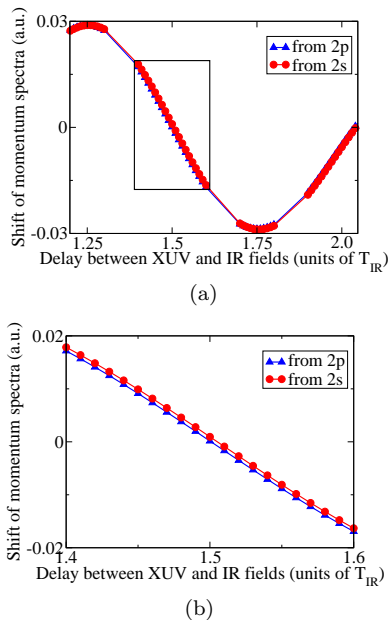 Shift of momentum spectra (a.u.)
0.03
0
-0.03
from 2p
from 2s
1.25
1.5
1.75
2.0
Delay between XUV and IR fields (units of T_IR)
(a)
Shift of momentum spectra (a.u.)
0.02
0
-0.02
from 2p
from 2s
1.4
1.5
1.6
Delay between XUV and IR fields (units of T_IR)
(b)